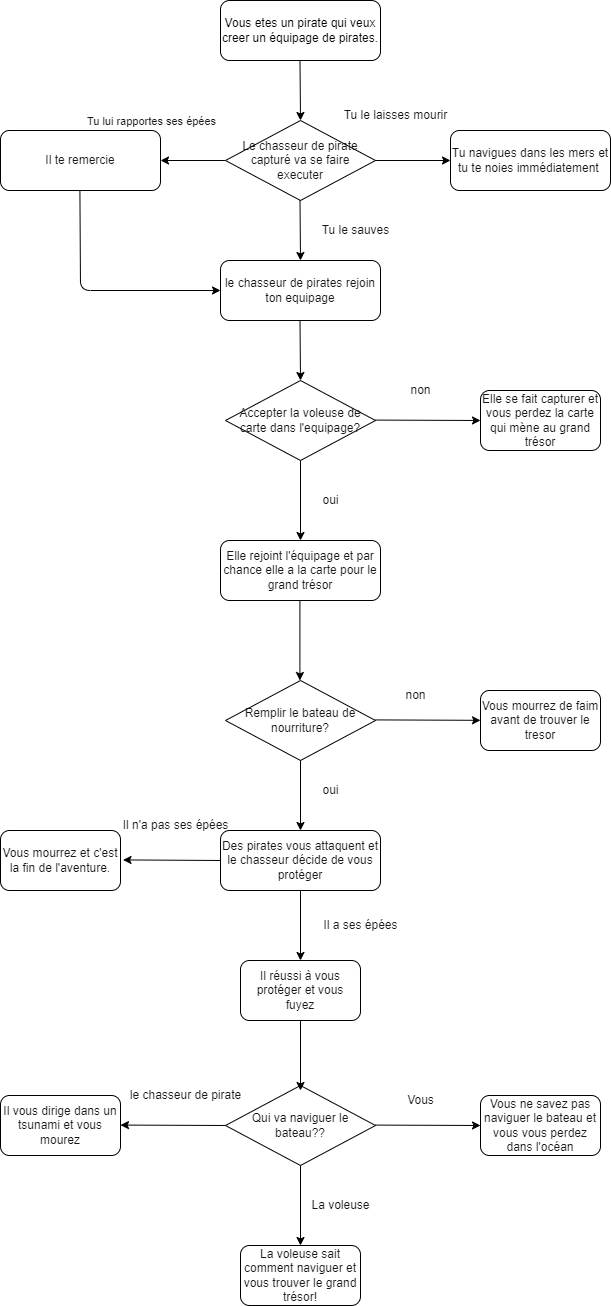 Vous etes un pirate qui veux
creer un équipage de pirates.
Tu lui rapportes ses épées
Tu le laisses mourir
Il te remercie
Le chasseur de pirate
capturé va se faire
executer
Tu navigues dans les mers et
tu te noies immédiatement
Tu le sauves
le chasseur de pirates rejoin
ton equipage
Accepter la voleuse de
carte dans l'equipage?
non
Elle se fait capturer et
vous perdez la carte
qui mène au grand
trésor
oui
Elle rejoint l'équipage et par
chance elle a la carte pour le
grand trésor
Remplir le bateau de
nourriture?
non
Vous mourrez de faim
avant de trouver le
tresor
oui
Il n'a pas ses épées
Vous mourrez et c'est
la fin de l'aventure.
Des pirates vous attaquent et
le chasseur décide de vous
protéger
Il a ses épées
Il réussi à vous
protéger et vous
fuyez
le chasseur de pirate
Vous
Il vous dirige dans un
tsunami et vous
mourez
Qui va naviguer le
bateau??
Vous ne savez pas
naviguer le bateau et
vous vous perdez
dans l'océan
La voleuse
La voleuse sait
comment naviguer et
vous trouver le grand
trésor!